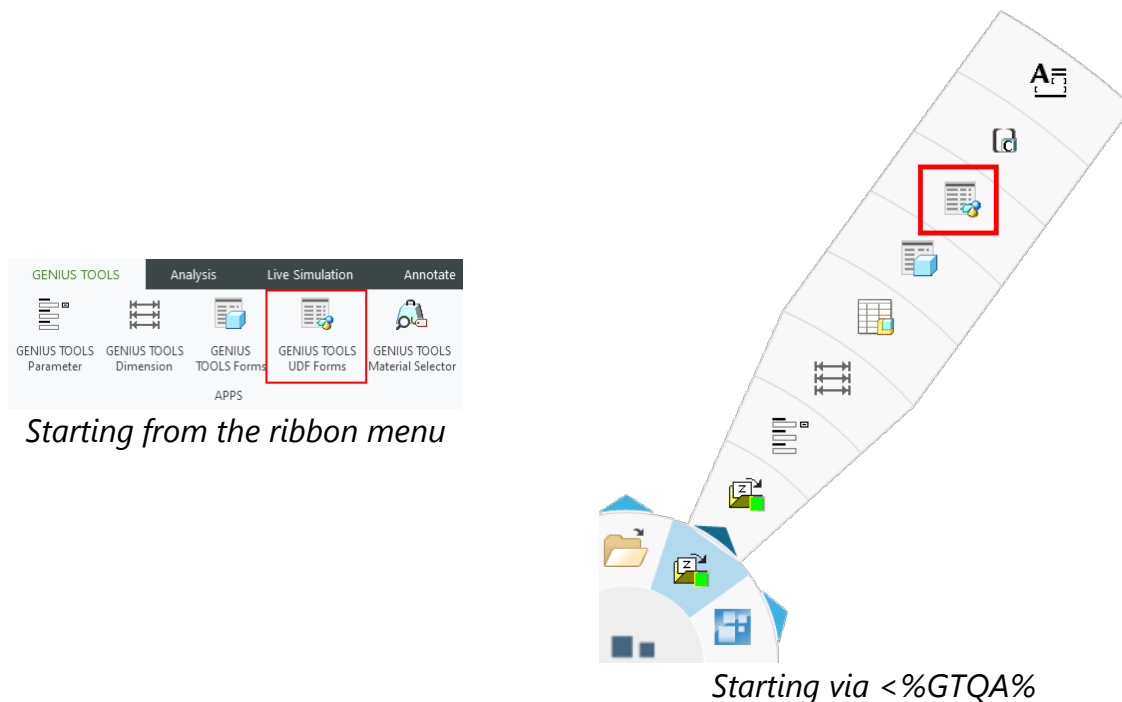 GENIUS TOOLS Analysis Live Simulation Annotate
GENIUS TOOLS Parameter
GENIUS TOOLS Dimension
GENIUS TOOLS Forms
GENIUS TOOLS UDF Forms
GENIUS TOOLS Material Selector
APPS
Starting from the ribbon menu
A
C
Z
Z
Starting via <%GTQA%